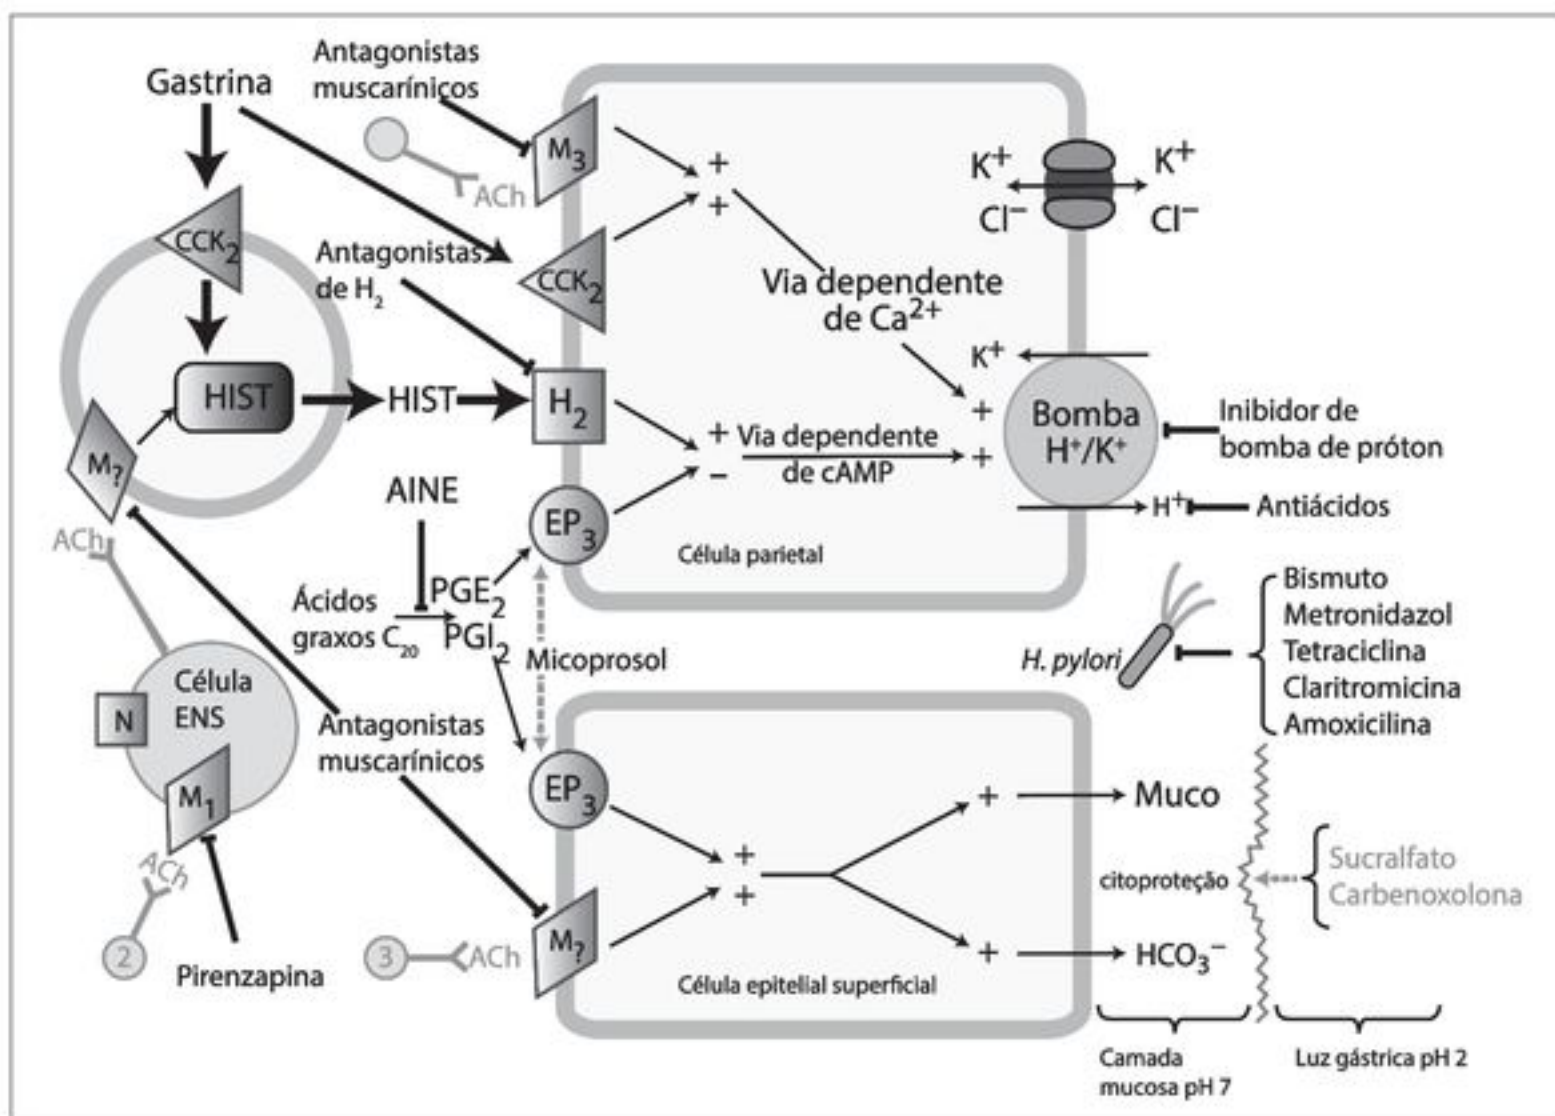 Antagonistas
muscarínicos
Gastrina
M3
ACh
K+
K+
Cl–
Cl–
+
+
CCK2
Antagonistas
de H2
CCK2
Via dependente
de Ca2+
HIST
HIST
H2
K+
+
+
Bomba
H+/K+
Inibidor de
bomba de próton
+
–
Via dependente
de cAMP
M?
AINE
EP3
Célula parietal
H+
Antiácidos
ACh
Ácidos
graxos C20
PGE2
PGI2
Micoprosol
H. pylori
Bismuto
Metronidazol
Tetraciclina
Claritromicina
Amoxicilina
Célula
ENS
N
M1
Antagonistas
muscarínicos
EP3
+
+
+
+
Muco
citoproteção
Sucralfato
Carbenoxolona
ACh
2
Pirenzapina
3
ACh
M?
HCO3–
Célula epitelial superficial
Camada
mucosa pH 7
Luz gástrica pH 2